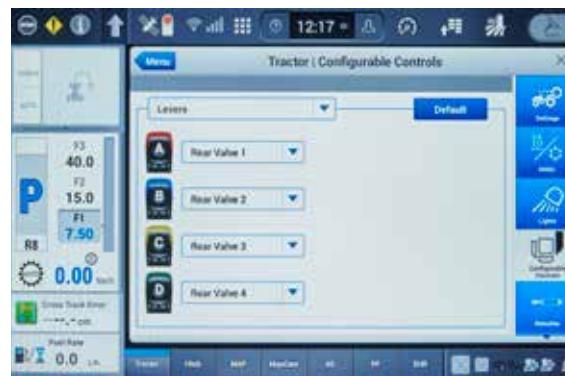 12:17
Menu
Tractor | Configurable Controls
Levers
Default
A
Rear Valve 1
B
Rear Valve 2
C
Rear Valve 3
D
Rear Valve 4
F3
40.0
F2
15.0
F1
7.50
P
R8
0.00
Cross Track Error
Fuel Rate
0.0
Settings
Lights
Configurable
Tractor